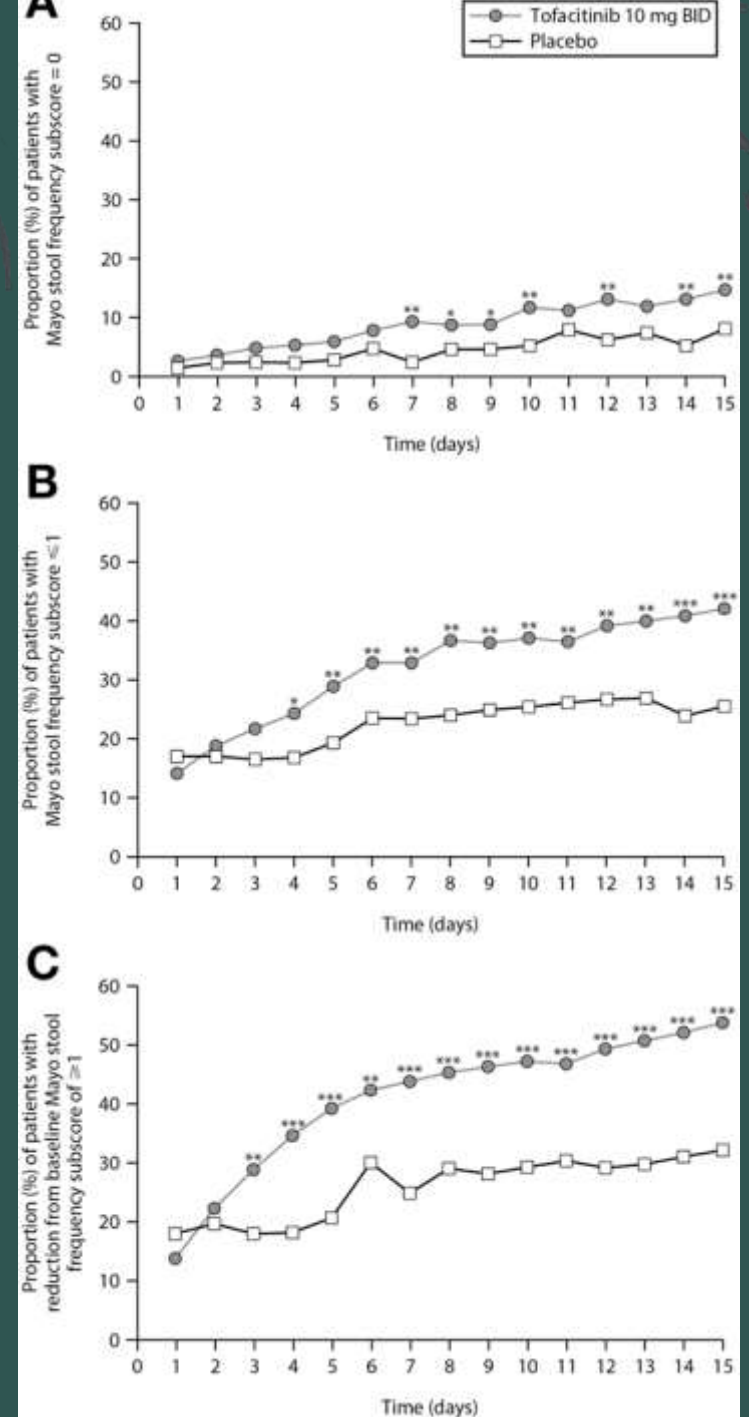 A
Tofacitinib 10 mg BID
Placebo
Proportion (%) of patients with
Mayo stool frequency subscore = 0
60
50
40
30
20
10
0
** * * ** ** ** **
0 1 2 3 4 5 6 7 8 9 10 11 12 13 14 15
Time (days)
B
Proportion (%) of patients with
Mayo stool frequency subscore ⩽1
60
50
40
30
20
10
0
* ** ** ** ** ** ** ** ** ** *** ***
0 1 2 3 4 5 6 7 8 9 10 11 12 13 14 15
Time (days)
C
Proportion (%) of patients with
reduction from baseline Mayo stool
frequency subscore of ⩾1
60
50
40
30
20
10
0
** *** *** ** *** *** *** *** *** *** *** *** ***
0 1 2 3 4 5 6 7 8 9 10 11 12 13 14 15
Time (days)